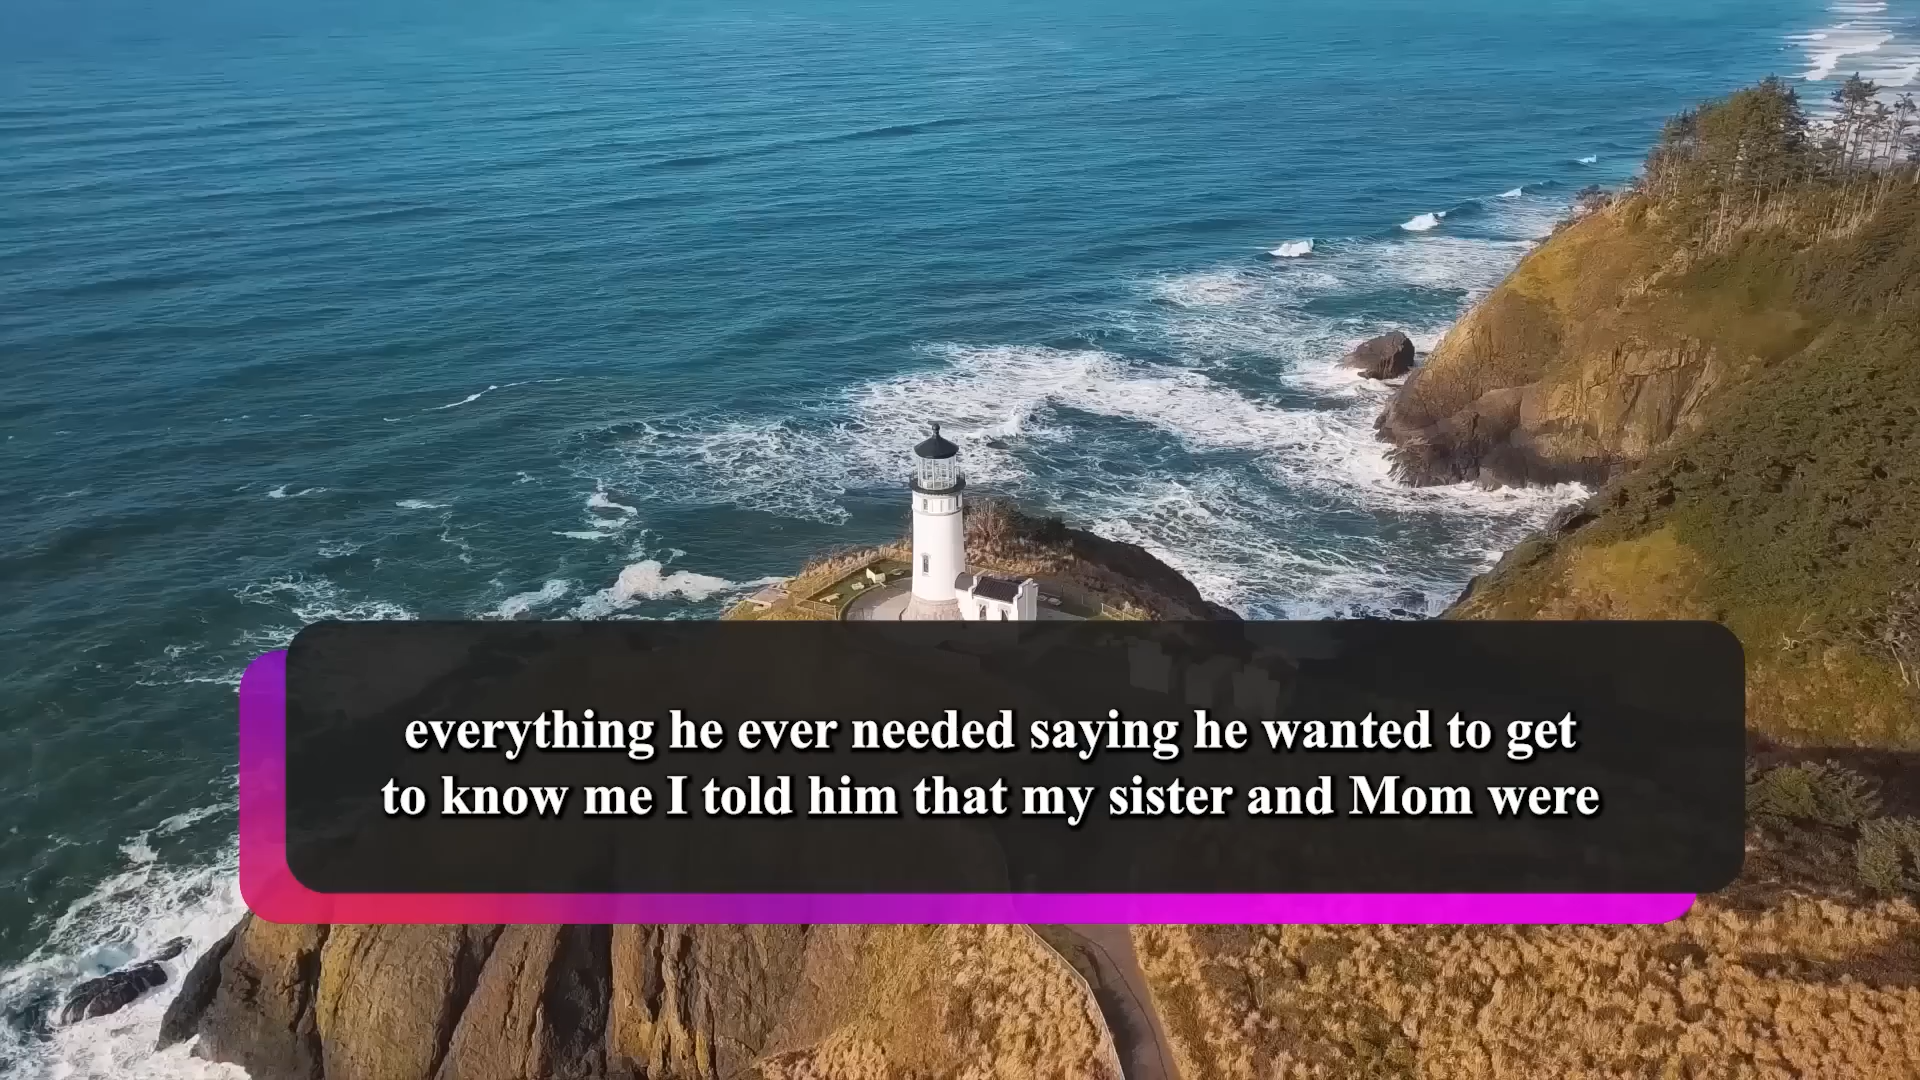 everything he ever needed saying he wanted to get
to know me I told him that my sister and Mom were